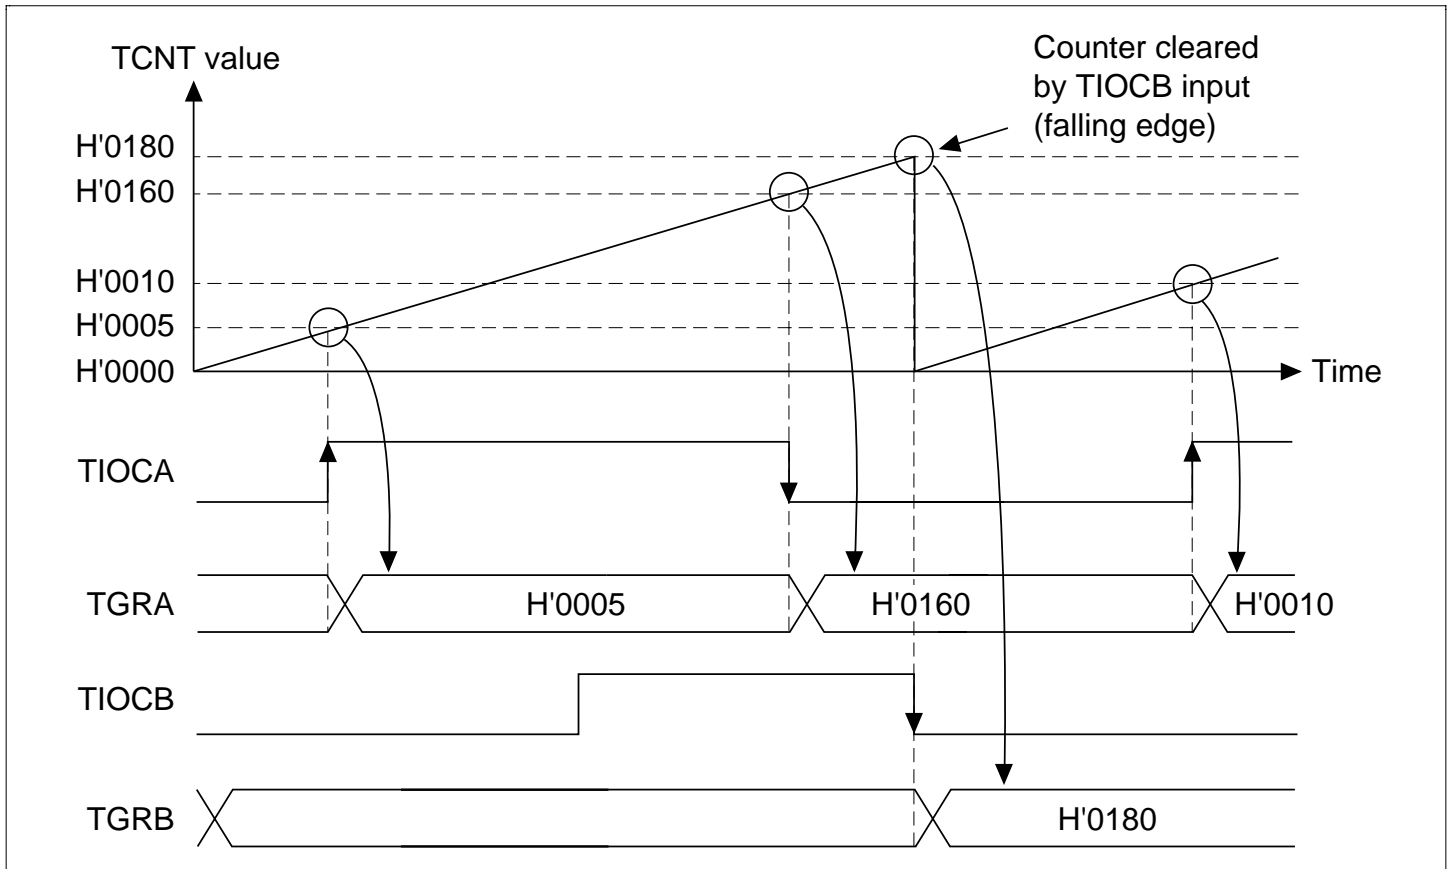 TCNT value
Counter cleared
by TIOCB input
(falling edge)
H'0180
H'0160
H'0010
H'0005
H'0000
Time
TIOCA
TGRA
H'0005
H'0160
H'0010
TIOCB
TGRB
H'0180